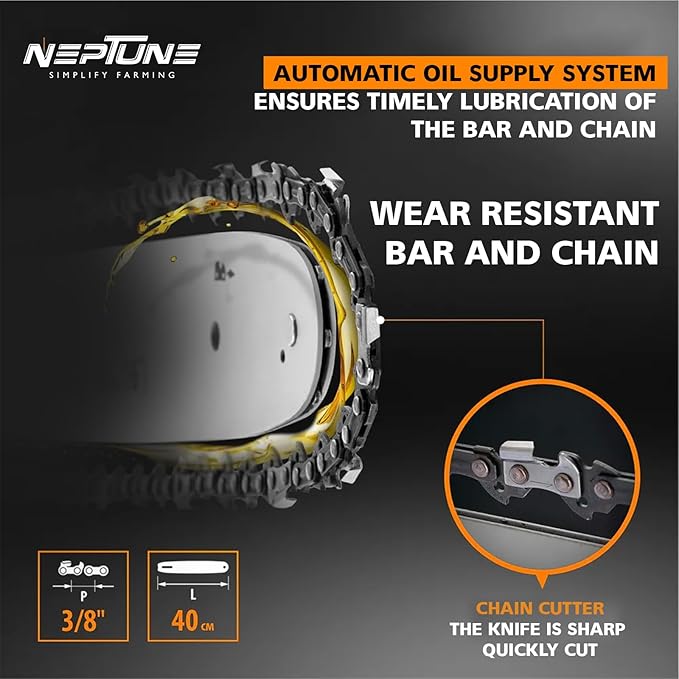 NEPTUNE
SIMPLIFY FARMING
AUTOMATIC OIL SUPPLY SYSTEM
ENSURES TIMELY LUBRICATION OF
THE BAR AND CHAIN
WEAR RESISTANT
BAR AND CHAIN
P
3/8"
L
40 CM
CHAIN CUTTER
THE KNIFE IS SHARP
QUICKLY CUT